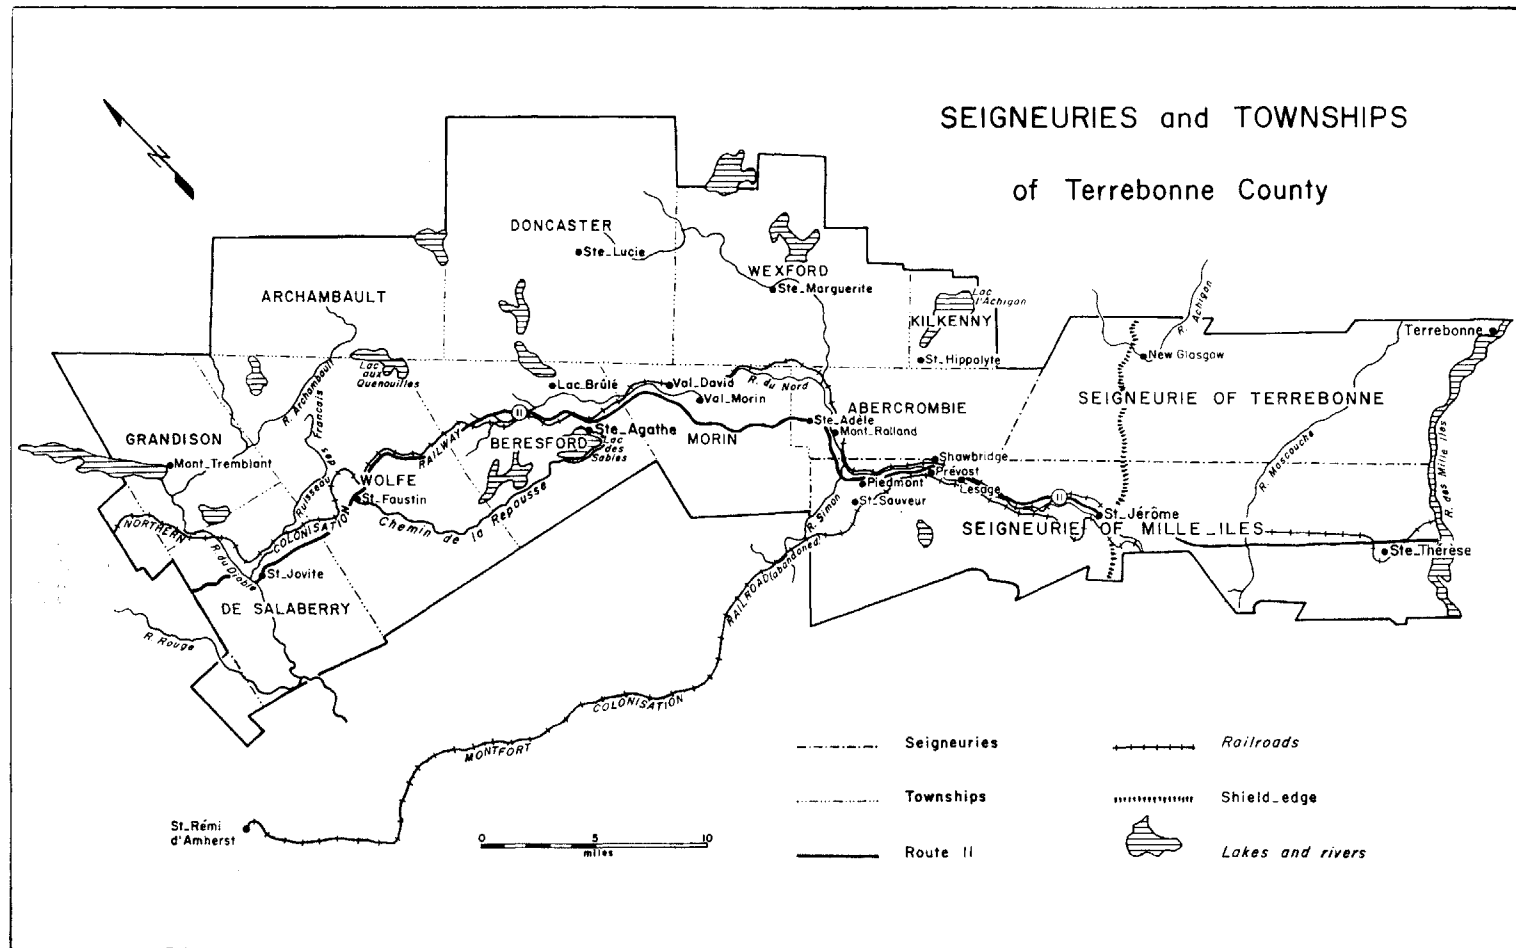 SEIGNEURIES and TOWNSHIPS
of Terrebonne County
N
DONCASTER
Ste_Lucie
WEXFORD
Ste_Marguerite
ARCHAMBAULT
Lac
l'Achigan
KILKENNY
St_Hippolyte
R. Achigan
New Glasgow
Terrebonne
SEIGNEURIE OF TERREBONNE
R. Mascouche
R. des Mille Iles
Lac
aux
Quenouilles
R. Archambault
Lac_Brûlé
Val_David
Val_Morin
R. du Nord
ABERCROMBIE
Ste_Adèle
Mont_Rolland
GRANDISON
Mont_Tremblant
Ruisseau
Français
11
Ste_Agathe
BERESFORD
Lac
des
Sables
MORIN
WOLFE
St_Faustin
Chemin de la Repousse
NORTHERN COLONISATION RAILWAY
R. du Diable
St_Jovite
DE SALABERRY
R. Rouge
Shawbridge
Prévost
Piedmont
Lesage
11
St_Sauveur
St_Jérôme
R. Simon
SEIGNEURIE OF MILLE_ILES
Ste_Thérèse
MONTFORT COLONISATION RAILROAD (abandoned)
St_Rémi
d'Amherst
0 5 10
miles
Seigneuries
Townships
Route 11
Railroads
Shield_edge
Lakes and rivers